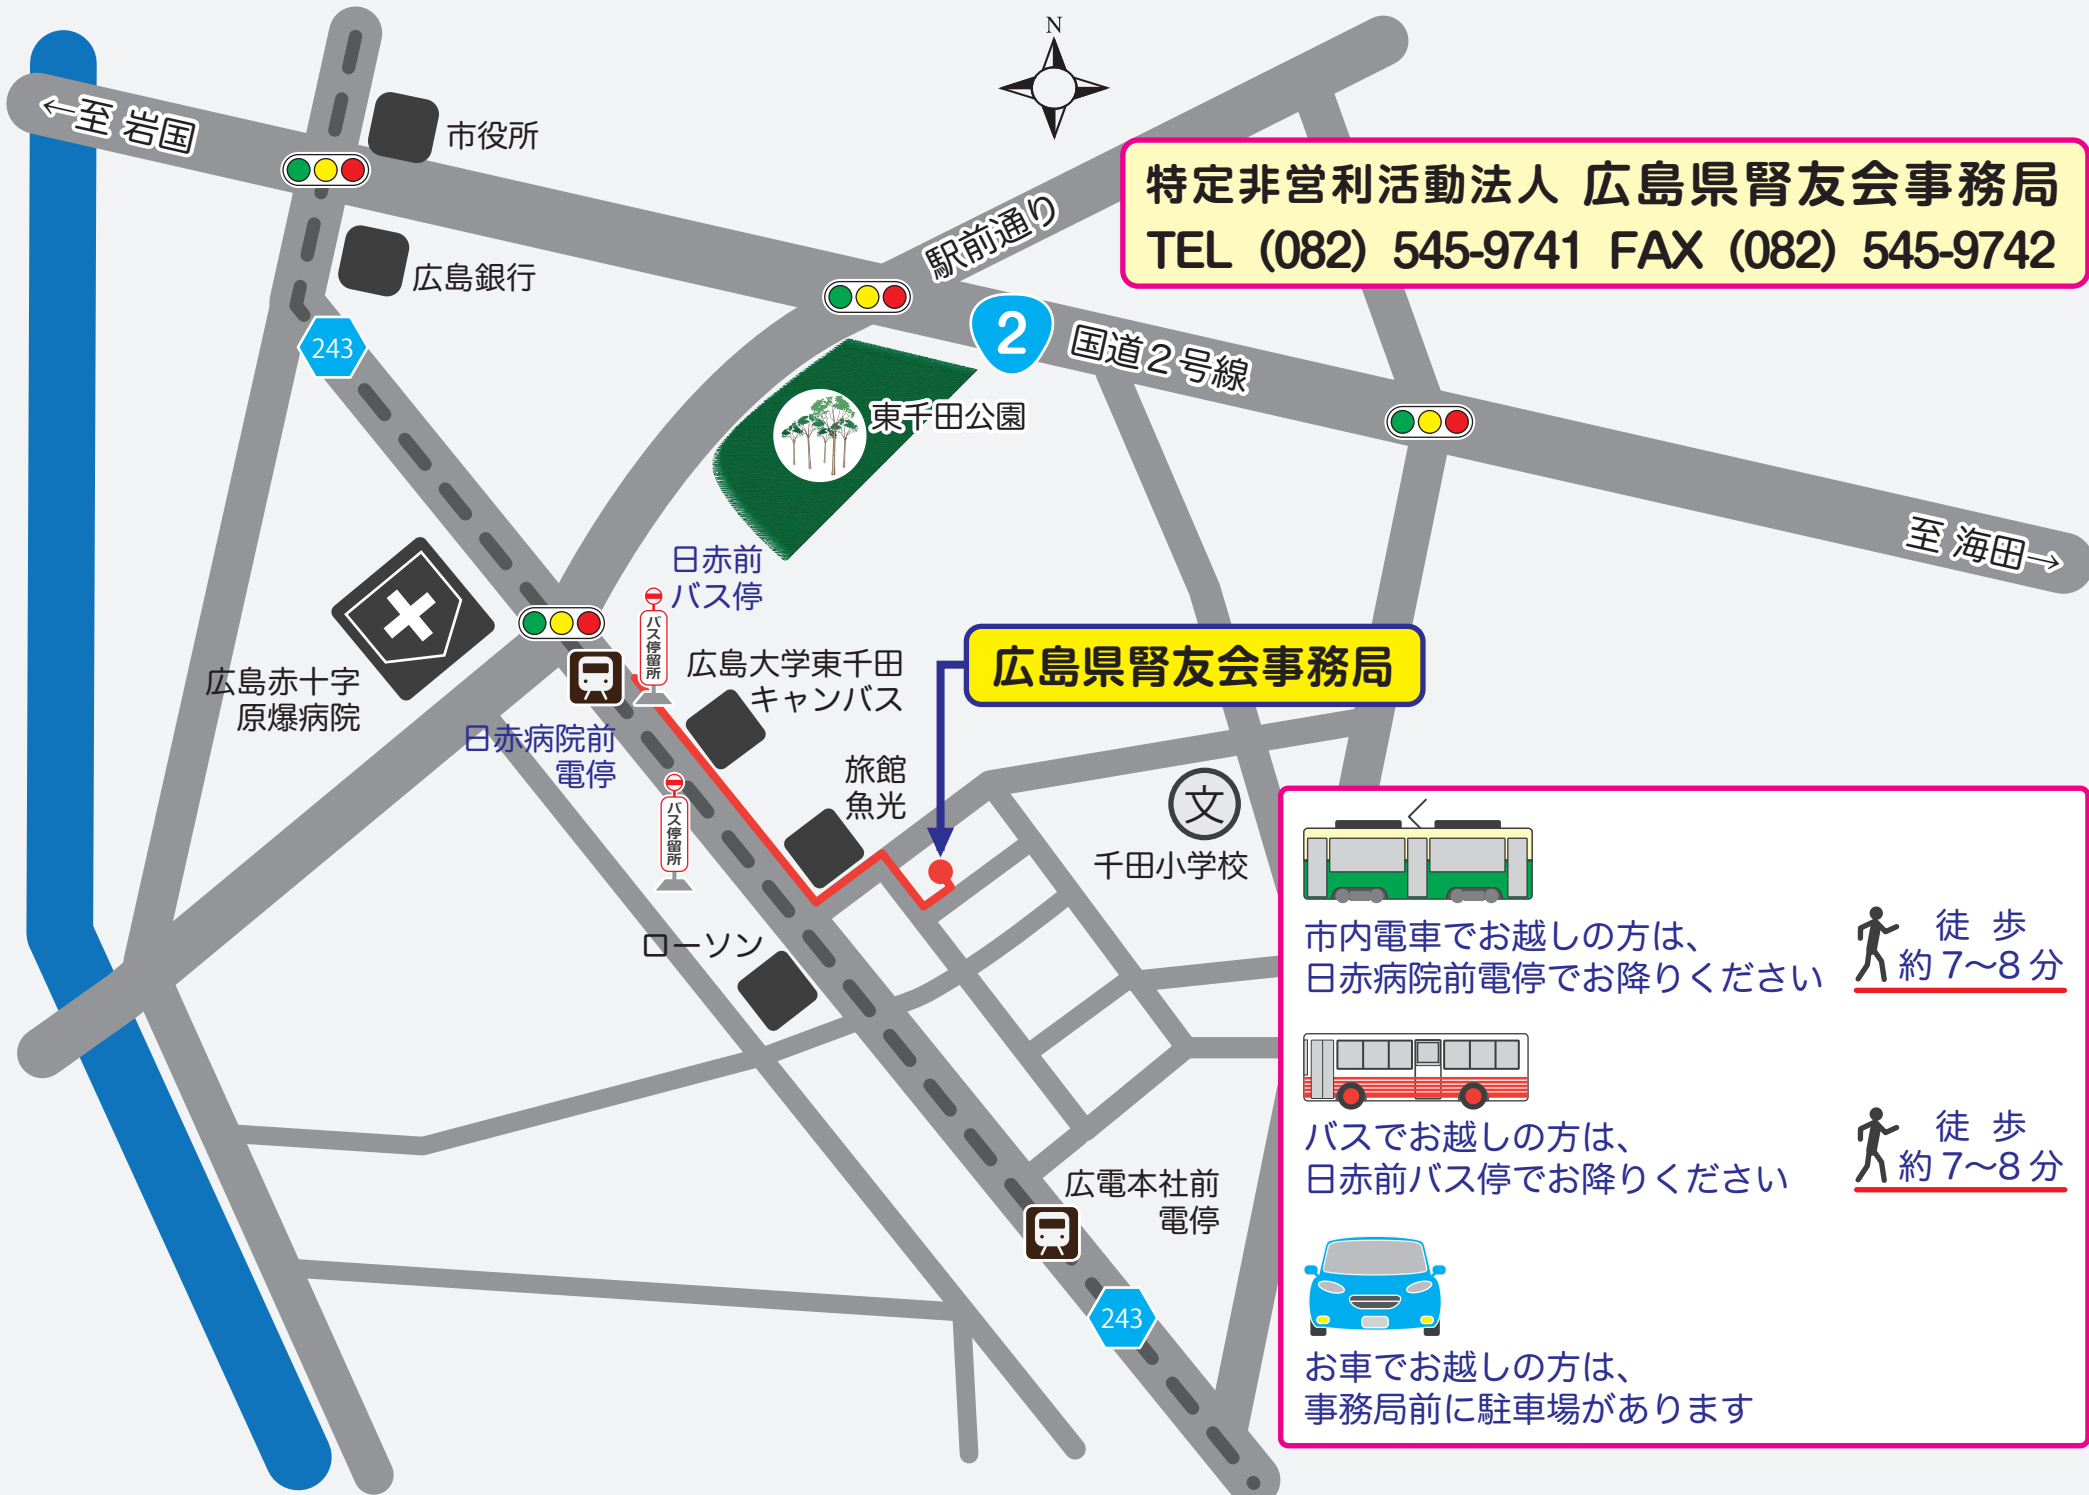 N
←至 岩国
市役所
特定非営利活動法人 広島県腎友会事務局
TEL (082) 545-9741 FAX (082) 545-9742
駅前通り
広島銀行
243
2
国道2号線
東千田公園
至 海田→
日赤前
バス停
バス停留所
広島大学東千田
キャンバス
広島県腎友会事務局
広島赤十字
原爆病院
日赤病院前
電停
旅館
魚光
バス停留所
文
千田小学校
ローソン
市内電車でお越しの方は、
日赤病院前電停でお降りください
徒 歩
約7〜8分
バスでお越しの方は、
日赤前バス停でお降りください
徒 歩
約7〜8分
広電本社前
電停
243
お車でお越しの方は、
事務局前に駐車場があります